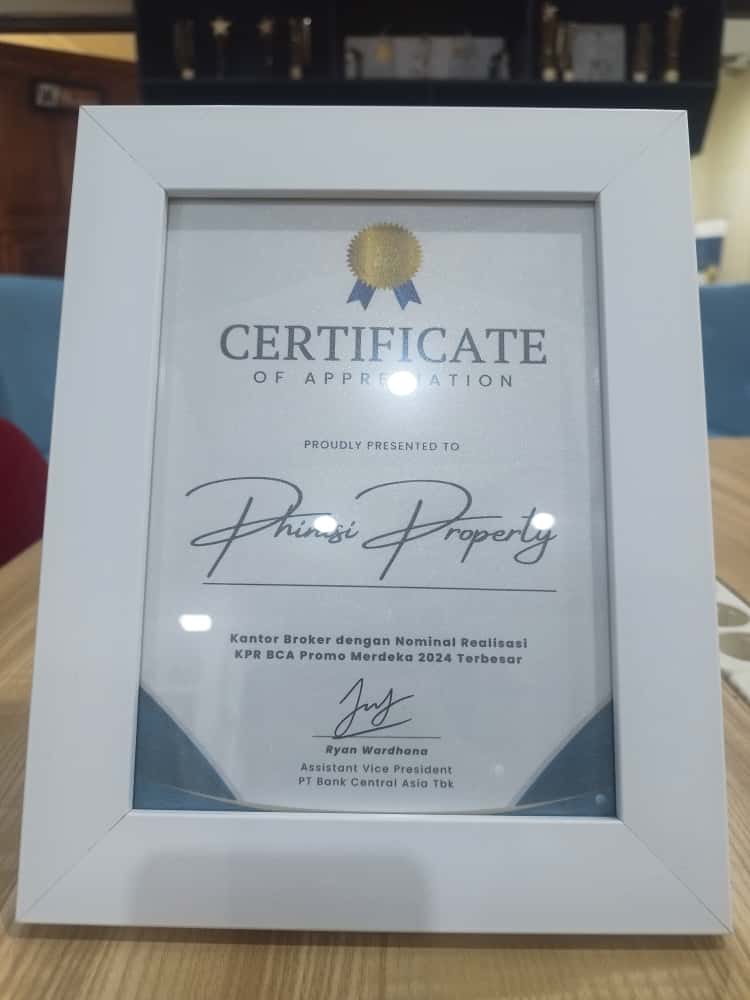 CERTIFICATE
OF APPRECIATION
PROUDLY PRESENTED TO
Phinisi Property
Kantor Broker dengan Nominal Realisasi
KPR BCA Promo Merdeka 2024 Terbesar
Ryan Wardhana
Assistant Vice President
PT Bank Central Asia Tbk